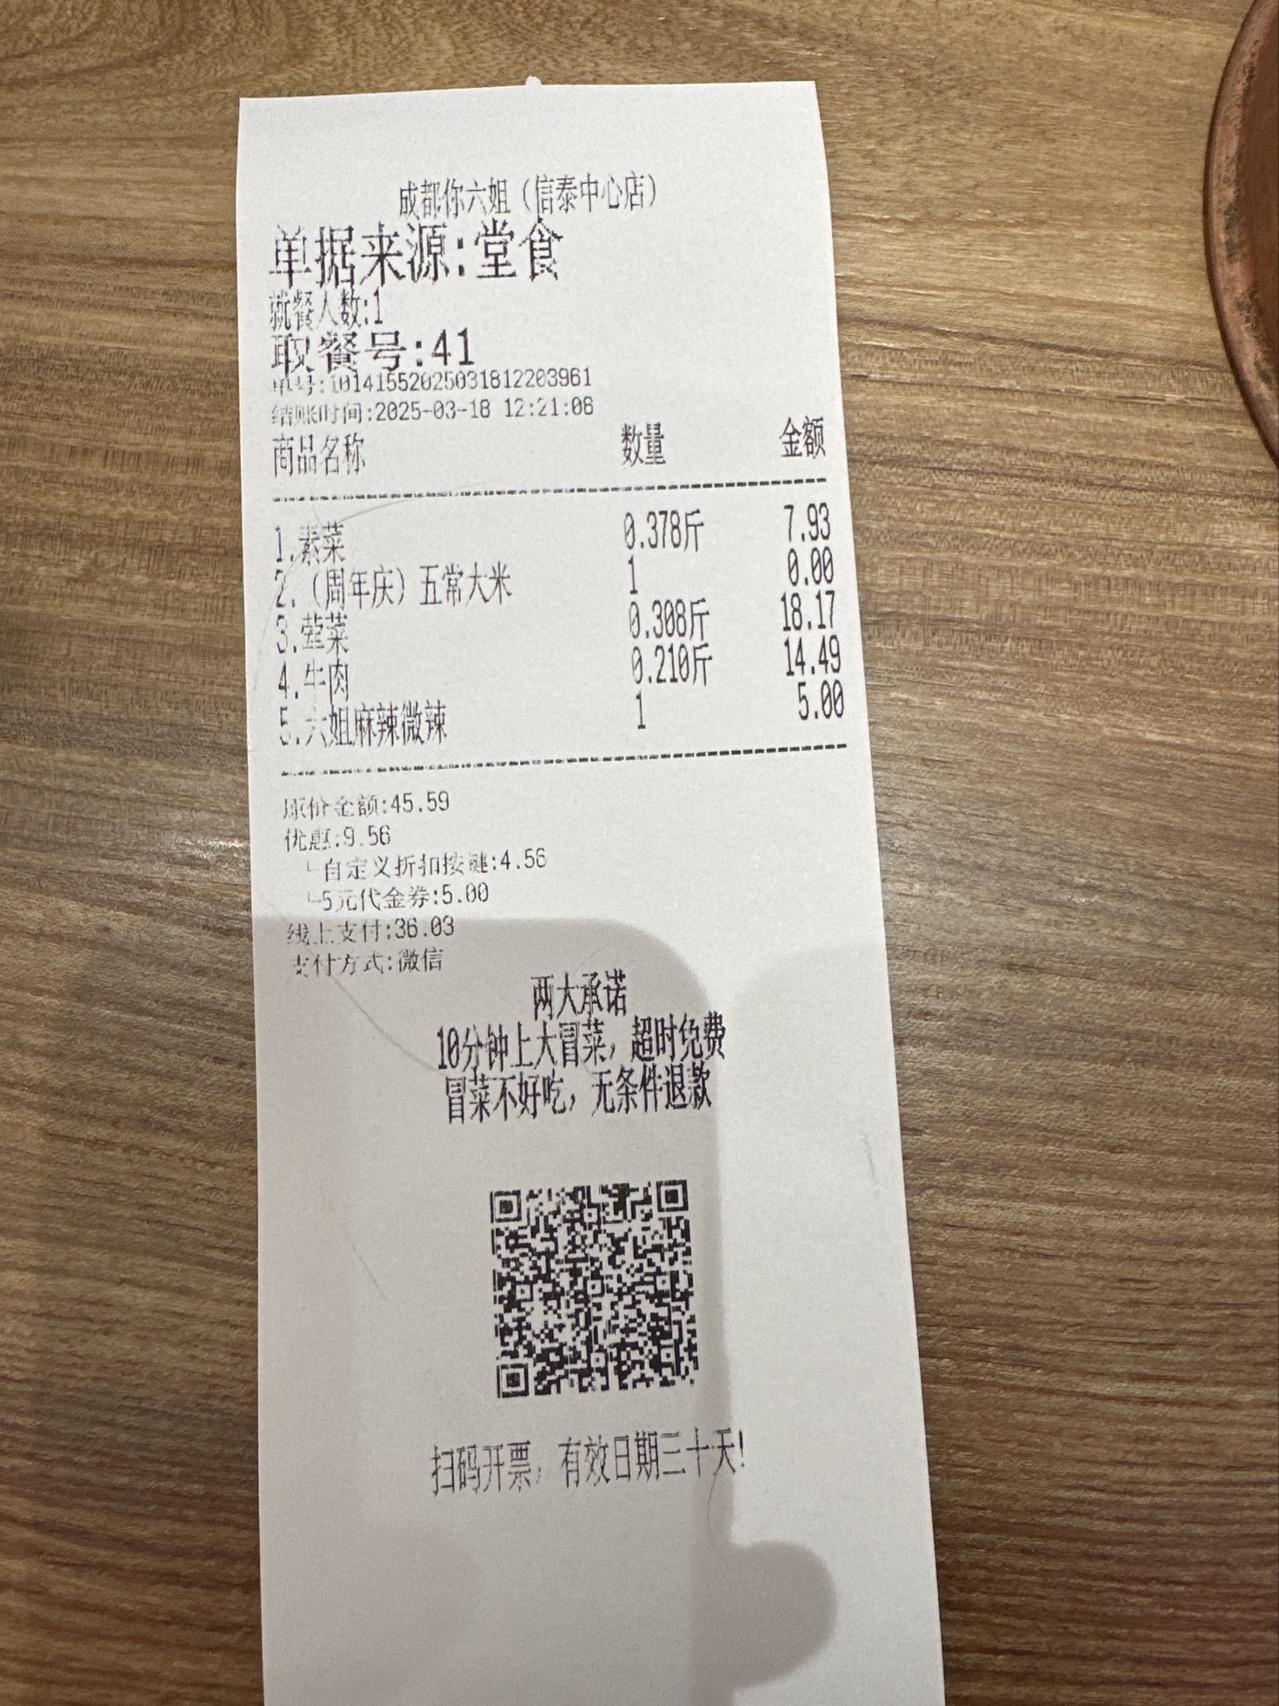 成都你六姐（信泰中心店）
单据来源:堂食
就餐人数:1
取餐号:41
单号:10141552025031812203961
结账时间:2025-03-18 12:21:06
商品名称 数量 金额
1.素菜 0.378斤 7.93
2.（周年庆）五常大米 1 0.00
3.荤菜 0.308斤 18.17
4.牛肉 0.210斤 14.49
5.六姐麻辣微辣 1 5.00
原价金额:45.59
优惠:9.56
└自定义折扣按键:4.56
└5元代金券:5.00
线上支付:36.03
支付方式:微信
两大承诺
10分钟上大冒菜，超时免费
冒菜不好吃，无条件退款
扫码开票，有效日期三十天!